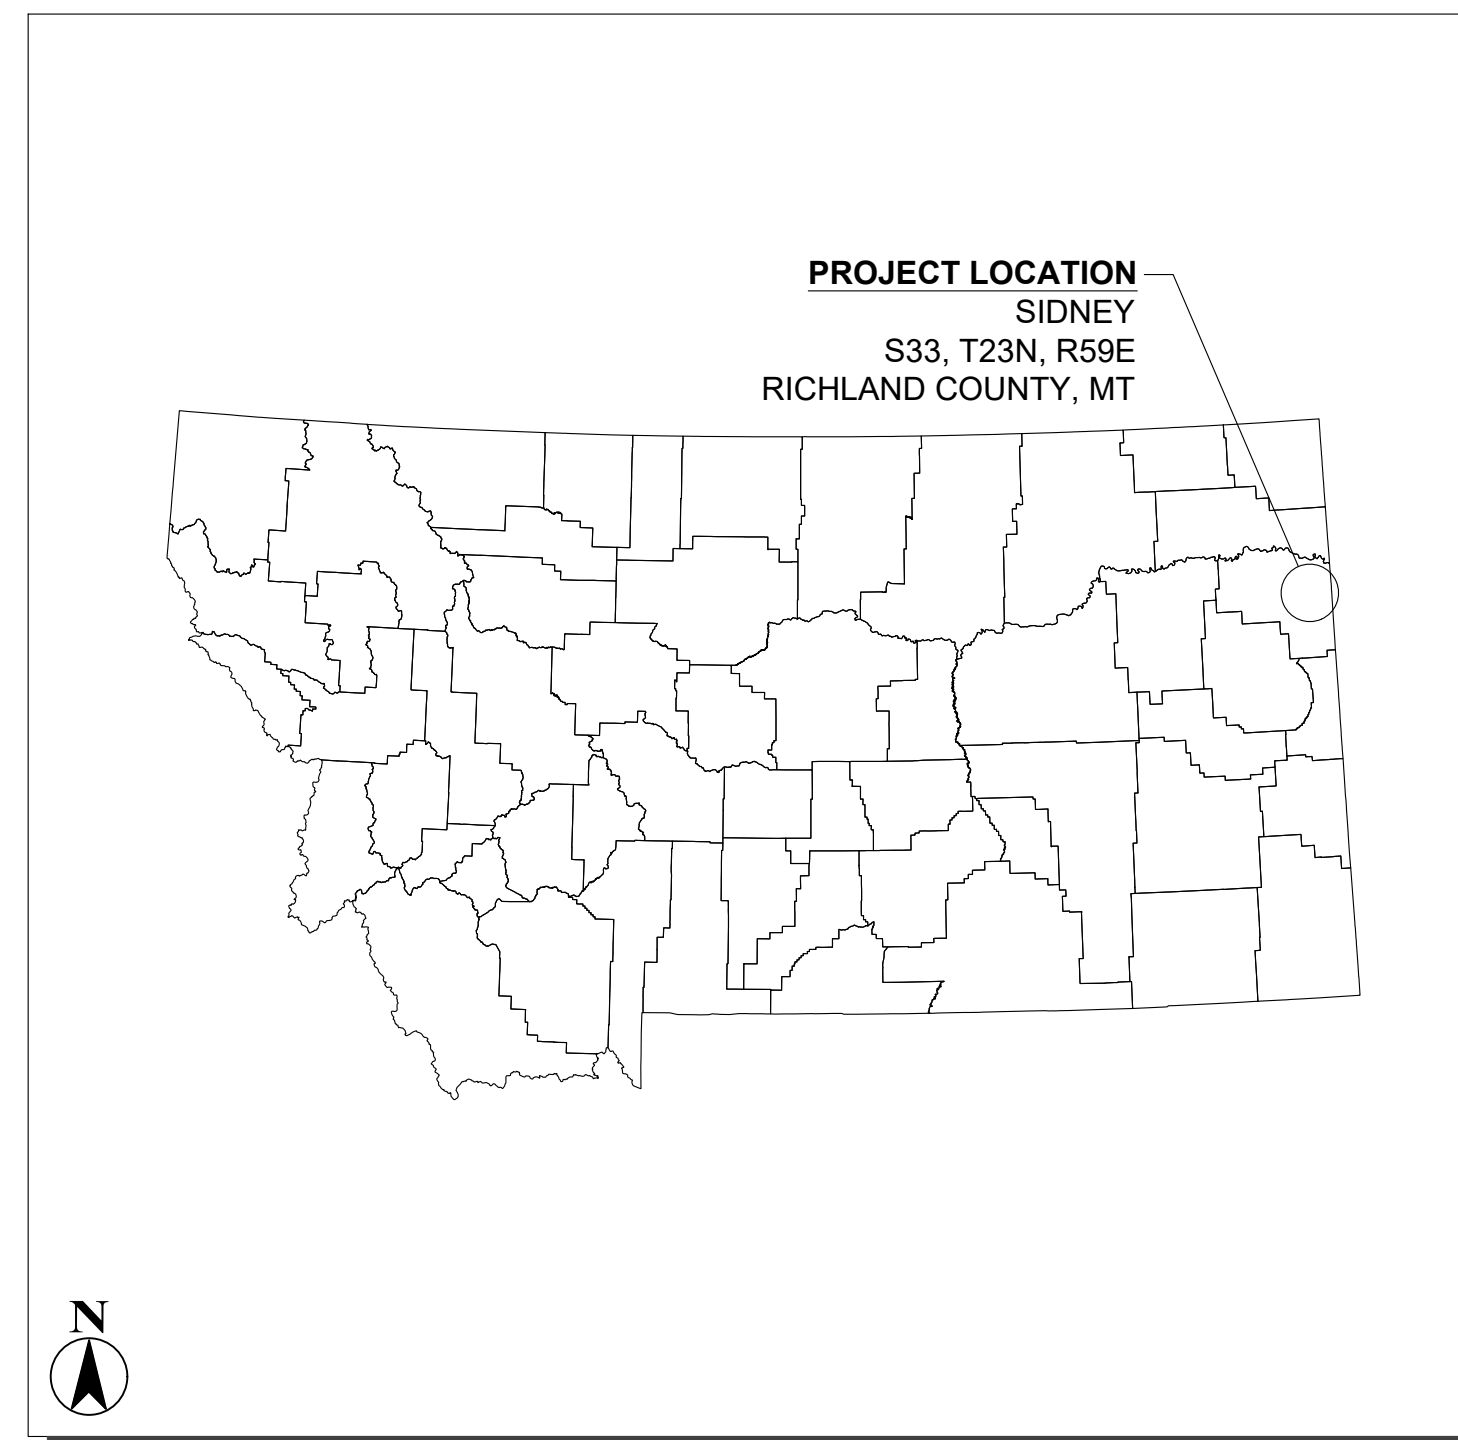 PROJECT LOCATION
SIDNEY
S33, T23N, R59E
RICHLAND COUNTY, MT
N